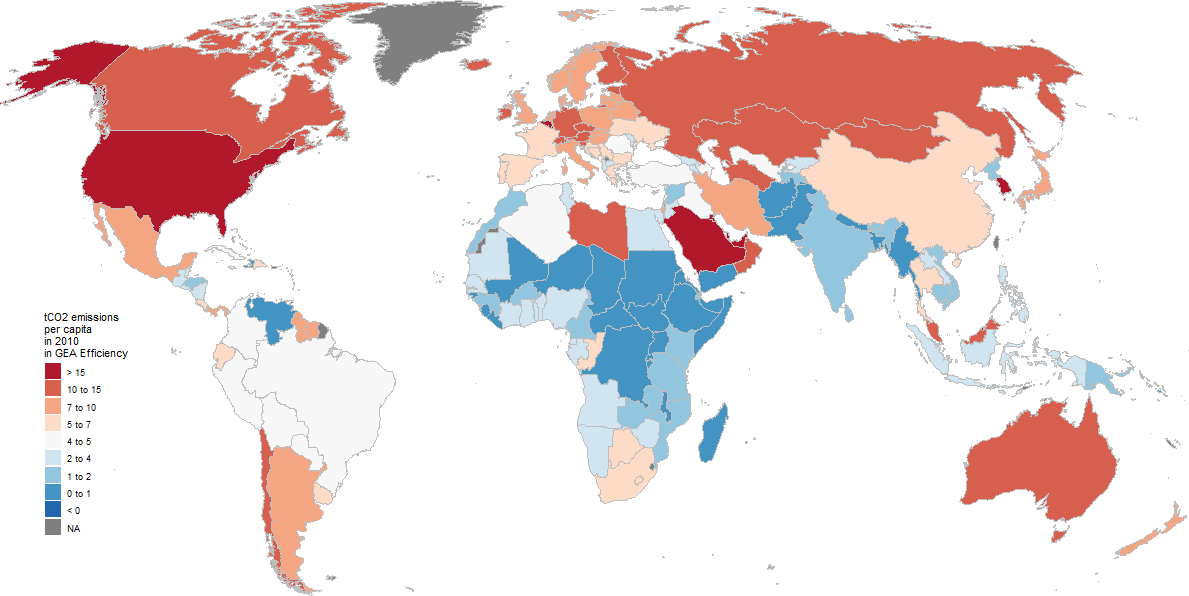 tCO2 emissions
per capita
in 2010
in GEA Efficiency
> 15
10 to 15
7 to 10
5 to 7
4 to 5
2 to 4
1 to 2
0 to 1
< 0
NA